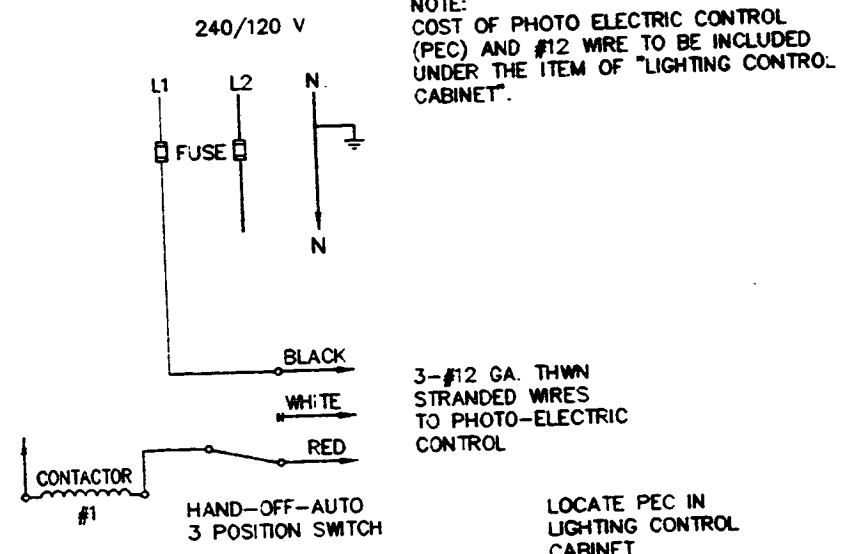 NOTE:
COST OF PHOTO ELECTRIC CONTROL
(PEC) AND #12 WIRE TO BE INCLUDED
UNDER THE ITEM OF "LIGHTING CONTROL
CABINET".
240/120 V
L1
L2
N
FUSE
N
BLACK
WHITE
RED
3-#12 GA. THWN
STRANDED WIRES
TO PHOTO-ELECTRIC
CONTROL
CONTACTOR
#1
HAND-OFF-AUTO
3 POSITION SWITCH
LOCATE PEC IN
LIGHTING CONTROL
CABINET